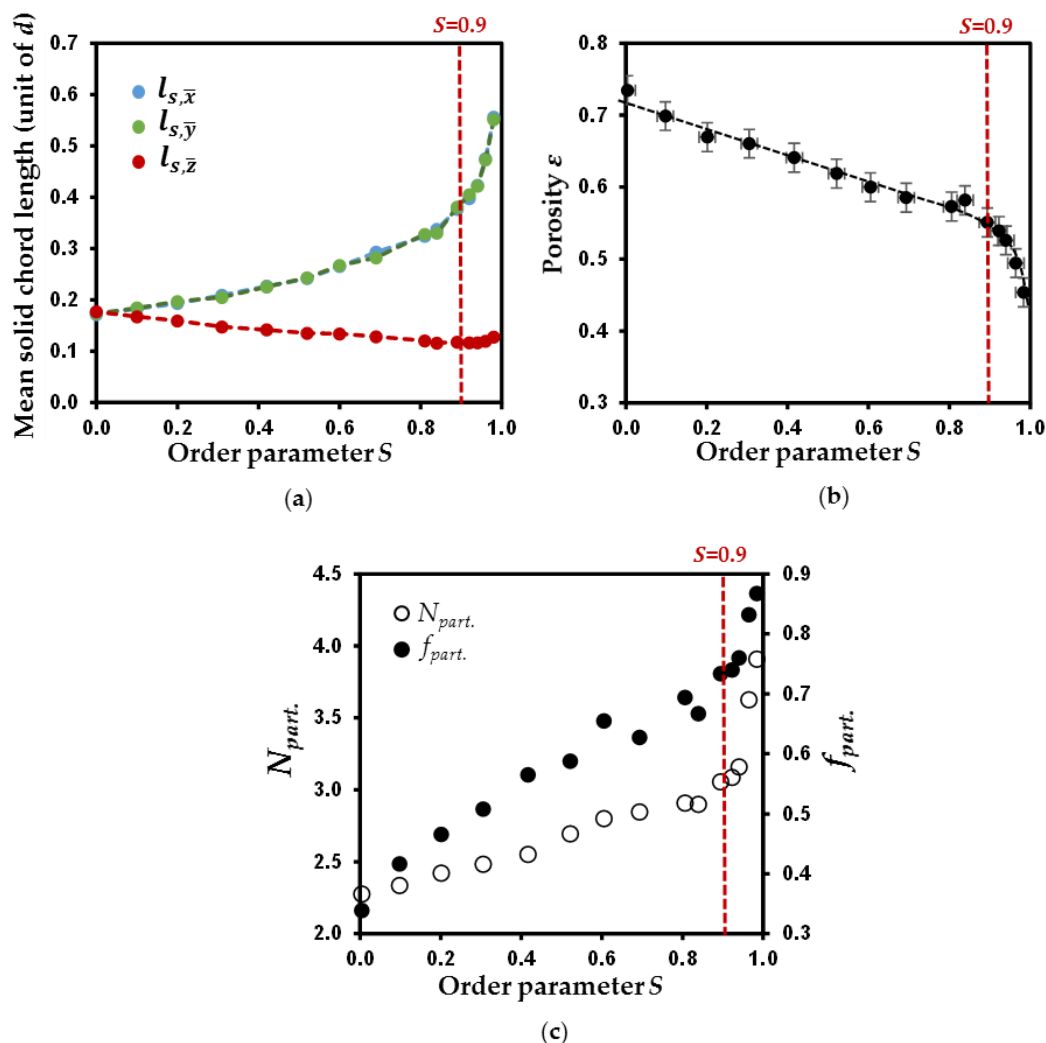 S=0.9
Mean solid chord length (unit of d)
0.7
0.6
0.5
0.4
0.3
0.2
0.1
0.0
l_{s,x̅}
l_{s,y̅}
l_{s,z̅}
0.0 0.2 0.4 0.6 0.8 1.0
Order parameter S
(a)
S=0.9
Porosity ε
0.8
0.7
0.6
0.5
0.4
0.3
0.0 0.2 0.4 0.6 0.8 1.0
Order parameter S
(b)
S=0.9
N_{part.}
4.5
4.0
3.5
3.0
2.5
2.0
N_{part.}
f_{part.}
0.9
0.8
0.7
0.6
0.5
0.4
0.3
f_{part.}
0.0 0.2 0.4 0.6 0.8 1.0
Order parameter S
(c)